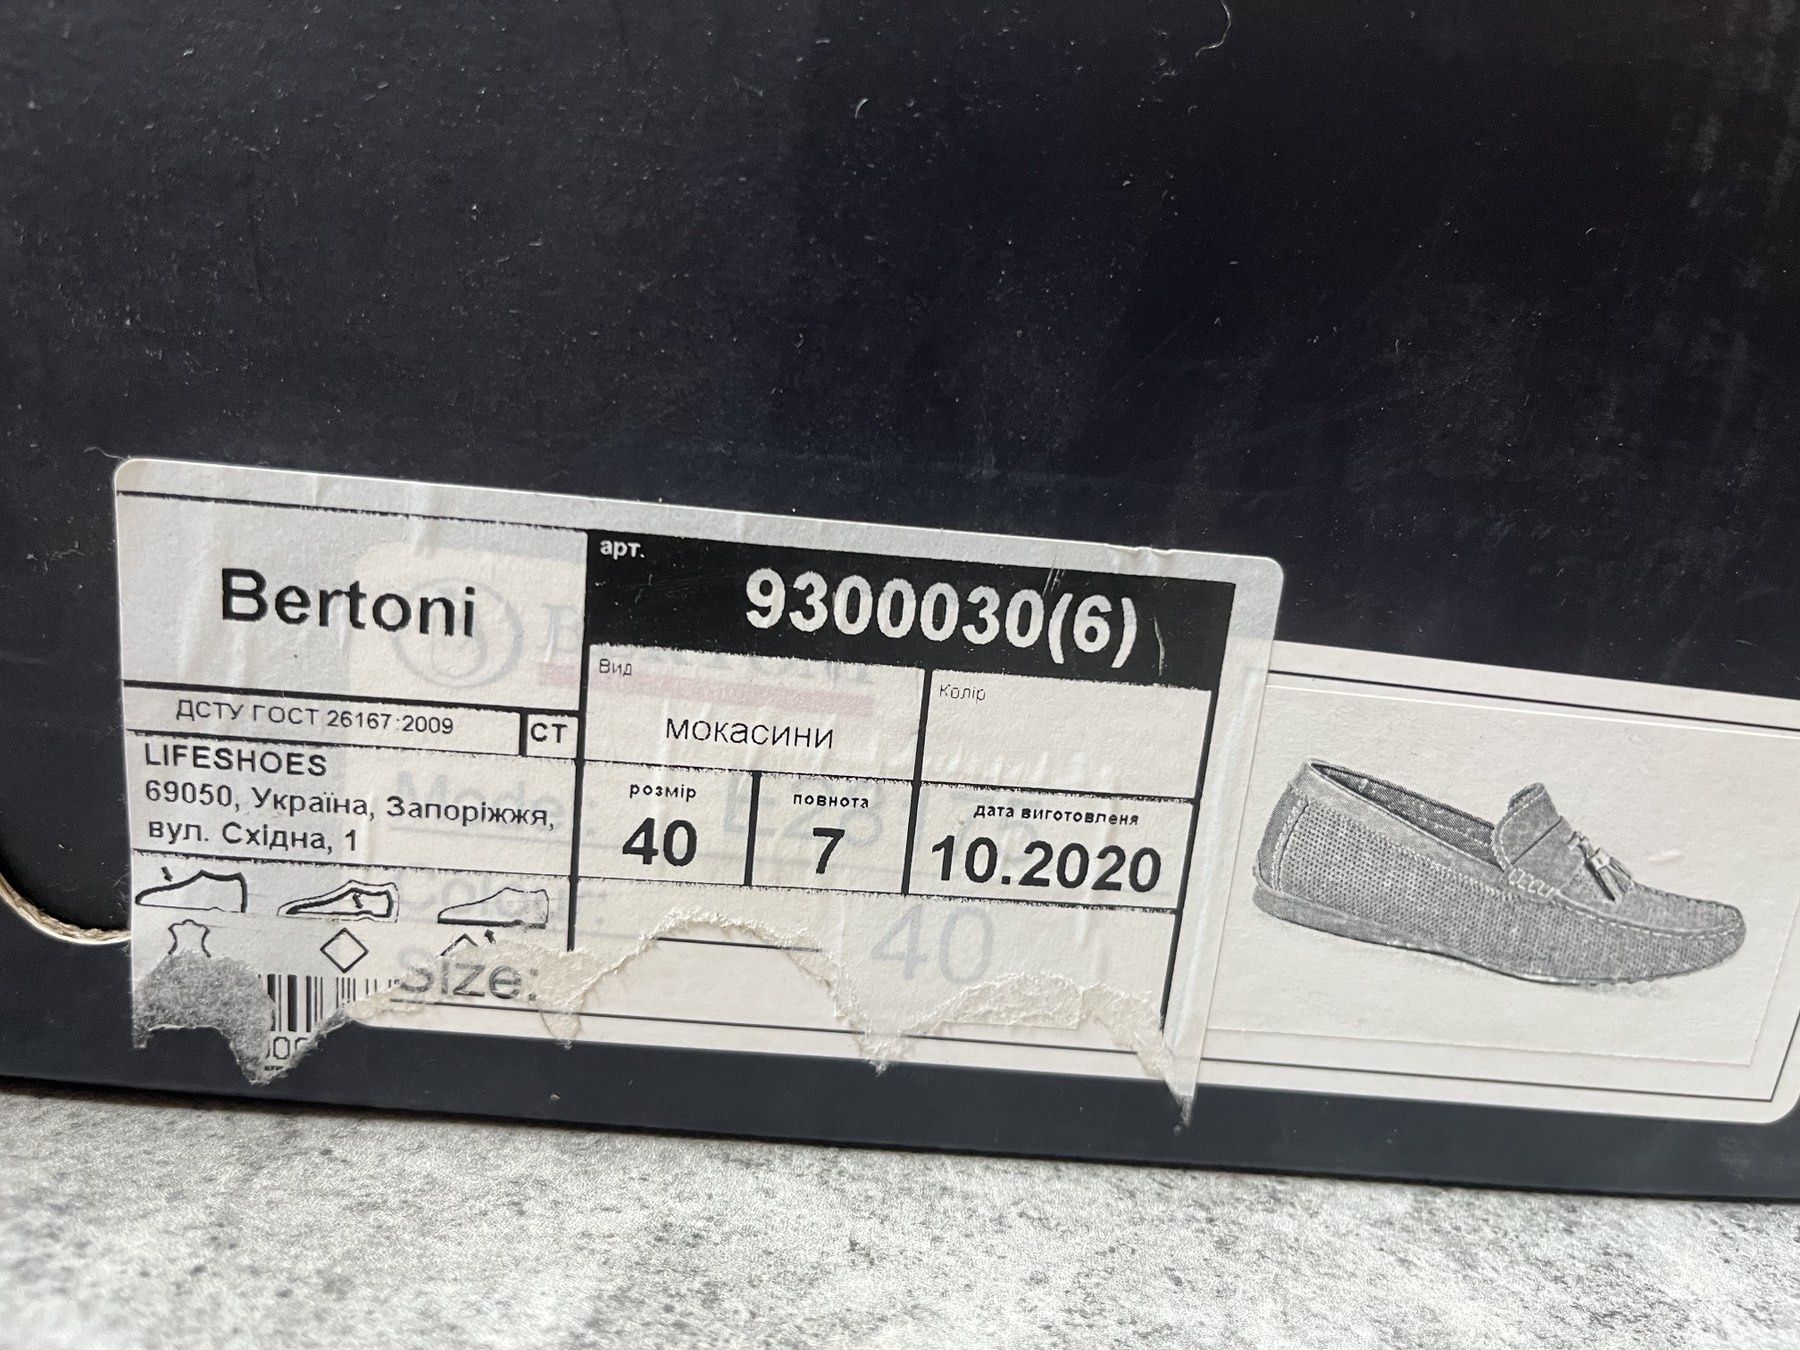 Bertoni
арт.
9300030(6)
Вид
мокасини
Колір
ДСТУ ГОСТ 26167:2009
СТ
LIFESHOES
69050, Україна, Запоріжжя,
вул. Східна, 1
розмір
40
повнота
7
дата виготовленя
10.2020
Size:
40